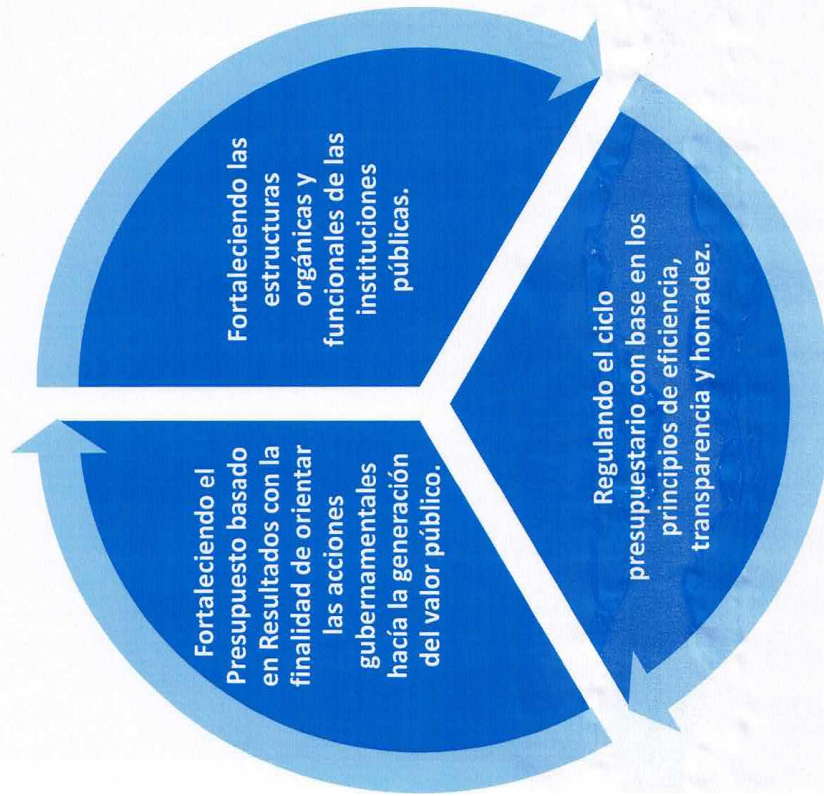 Fortaleciendo el
Presupuesto basado
en Resultados con la
finalidad de orientar
las acciones
gubernamentales
hacía la generación
del valor público.
Fortaleciendo las
estructuras
orgánicas y
funcionales de las
instituciones
públicas.
Regulando el ciclo
presupuestario con base en los
principios de eficiencia,
transparencia y honradez.